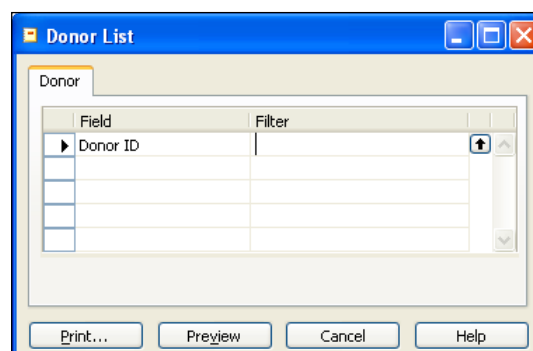 Donor List
Donor
Field Filter
Donor ID
Print... Preview Cancel Help